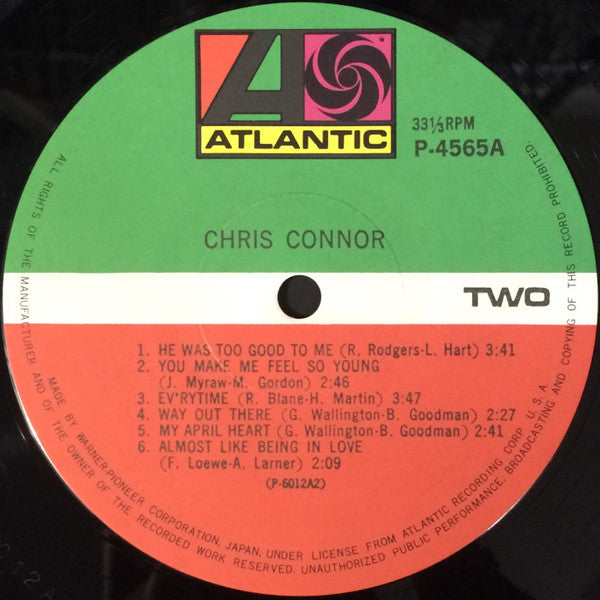 ATLANTIC
33⅓RPM
P-4565A
CHRIS CONNOR
TWO
1. HE WAS TOO GOOD TO ME (R. Rodgers-L. Hart) 3:41
2. YOU MAKE ME FEEL SO YOUNG
(J. Myraw-M. Gordon) 2:46
3. EV'RYTIME (R. Blane-H. Martin) 3:47
4. WAY OUT THERE (G. Wallington-B. Goodman) 2:27
5. MY APRIL HEART (G. Wallington-B. Goodman) 2:41
6. ALMOST LIKE BEING IN LOVE
(F. Loewe-A. Larner) 2:09
(P-6012A2)
ALL RIGHTS OF THE MANUFACTURER AND OF THE OWNER OF THE RECORDED WORK RESERVED. UNAUTHORIZED PUBLIC PERFORMANCE, BROADCASTING AND COPYING OF THIS RECORD PROHIBITED.
MADE BY WARNER-PIONEER CORPORATION, JAPAN, UNDER LICENSE FROM ATLANTIC RECORDING CORP. U.S.A.